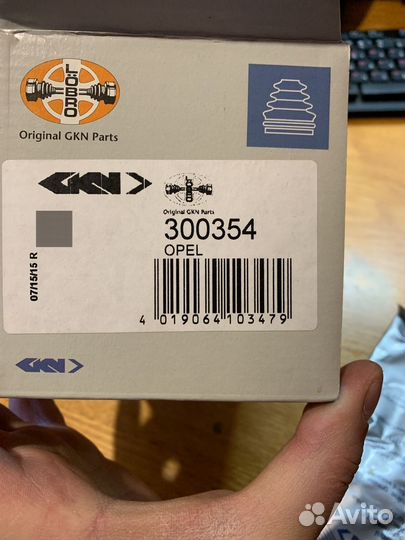 LÖBRO
Original GKN Parts
GKN
LÖBRO
Original GKN Parts
300354
OPEL
07/15/15 R
4 019064 103479
GKN
Avito